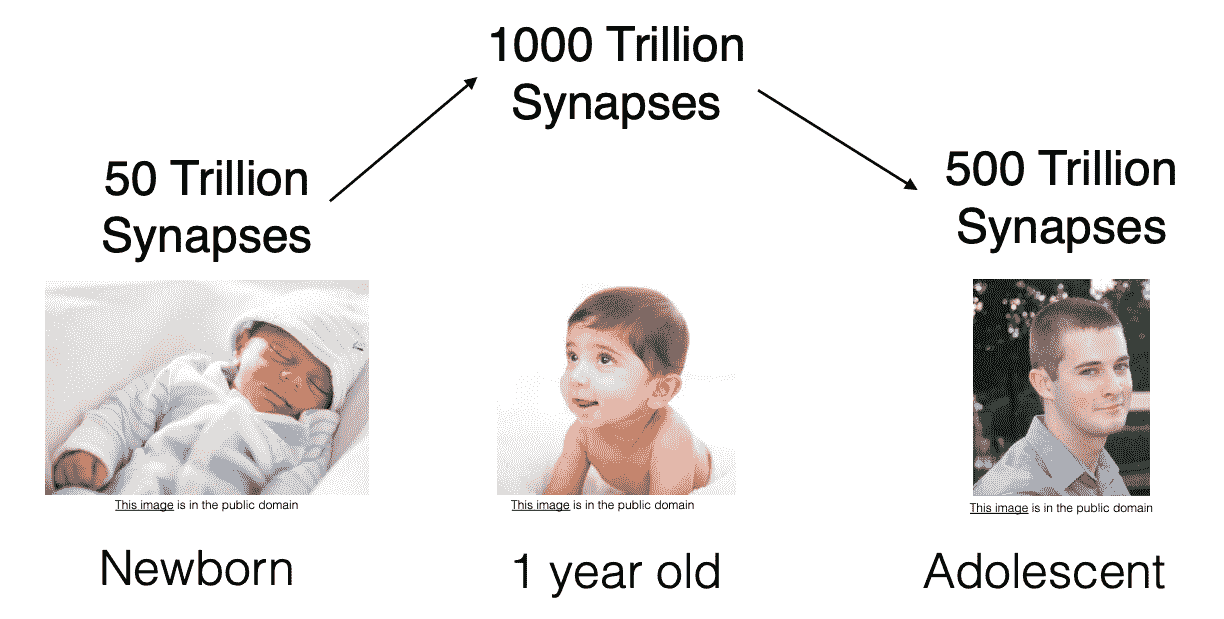 1000 Trillion
Synapses
50 Trillion
Synapses
500 Trillion
Synapses
This image is in the public domain
This image is in the public domain
This image is in the public domain
Newborn
1 year old
Adolescent